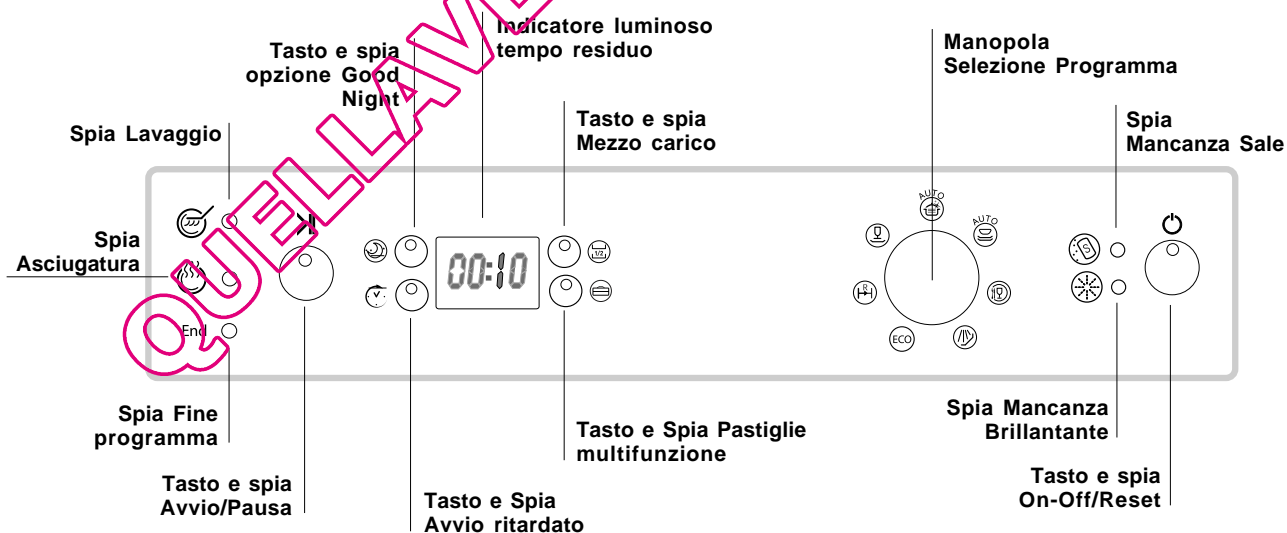 Indicatore luminoso
tempo residuo
Tasto e spia
opzione Good
Night
Manopola
Selezione Programma
Tasto e spia
Mezzo carico
Spia
Mancanza Sale
Spia Lavaggio
Spia
Asciugatura
AUTO
AUTO
S
1/2
00:10
R
ECO
End
QUELLAVE
Spia Fine
programma
Spia Mancanza
Brillantante
Tasto e Spia Pastiglie
multifunzione
Tasto e spia
Avvio/Pausa
Tasto e Spia
Avvio ritardato
Tasto e spia
On-Off/Reset